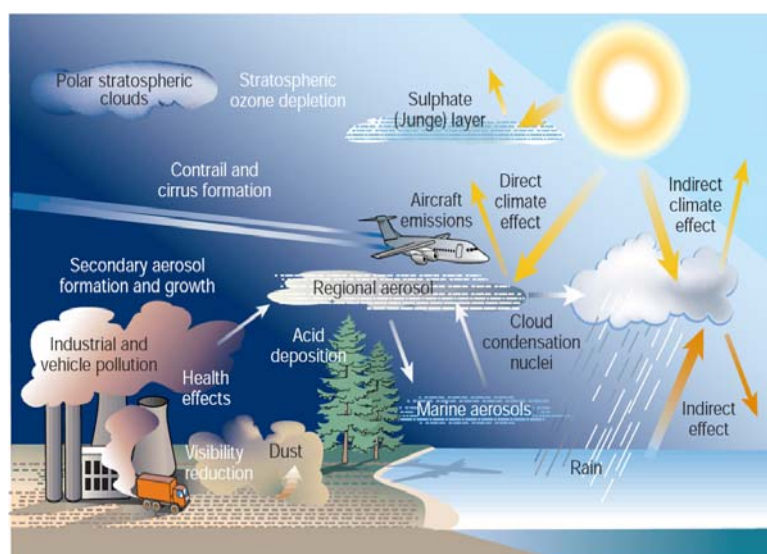 Polar stratospheric
clouds
Stratospheric
ozone depletion
Sulphate
(Junge) layer
Contrail and
cirrus formation
Aircraft
emissions
Direct
climate
effect
Indirect
climate
effect
Secondary aerosol
formation and growth
Regional aerosol
Industrial and
vehicle pollution
Acid
deposition
Cloud
condensation
nuclei
Health
effects
Marine aerosols
Indirect
effect
Visibility
reduction
Dust
Rain